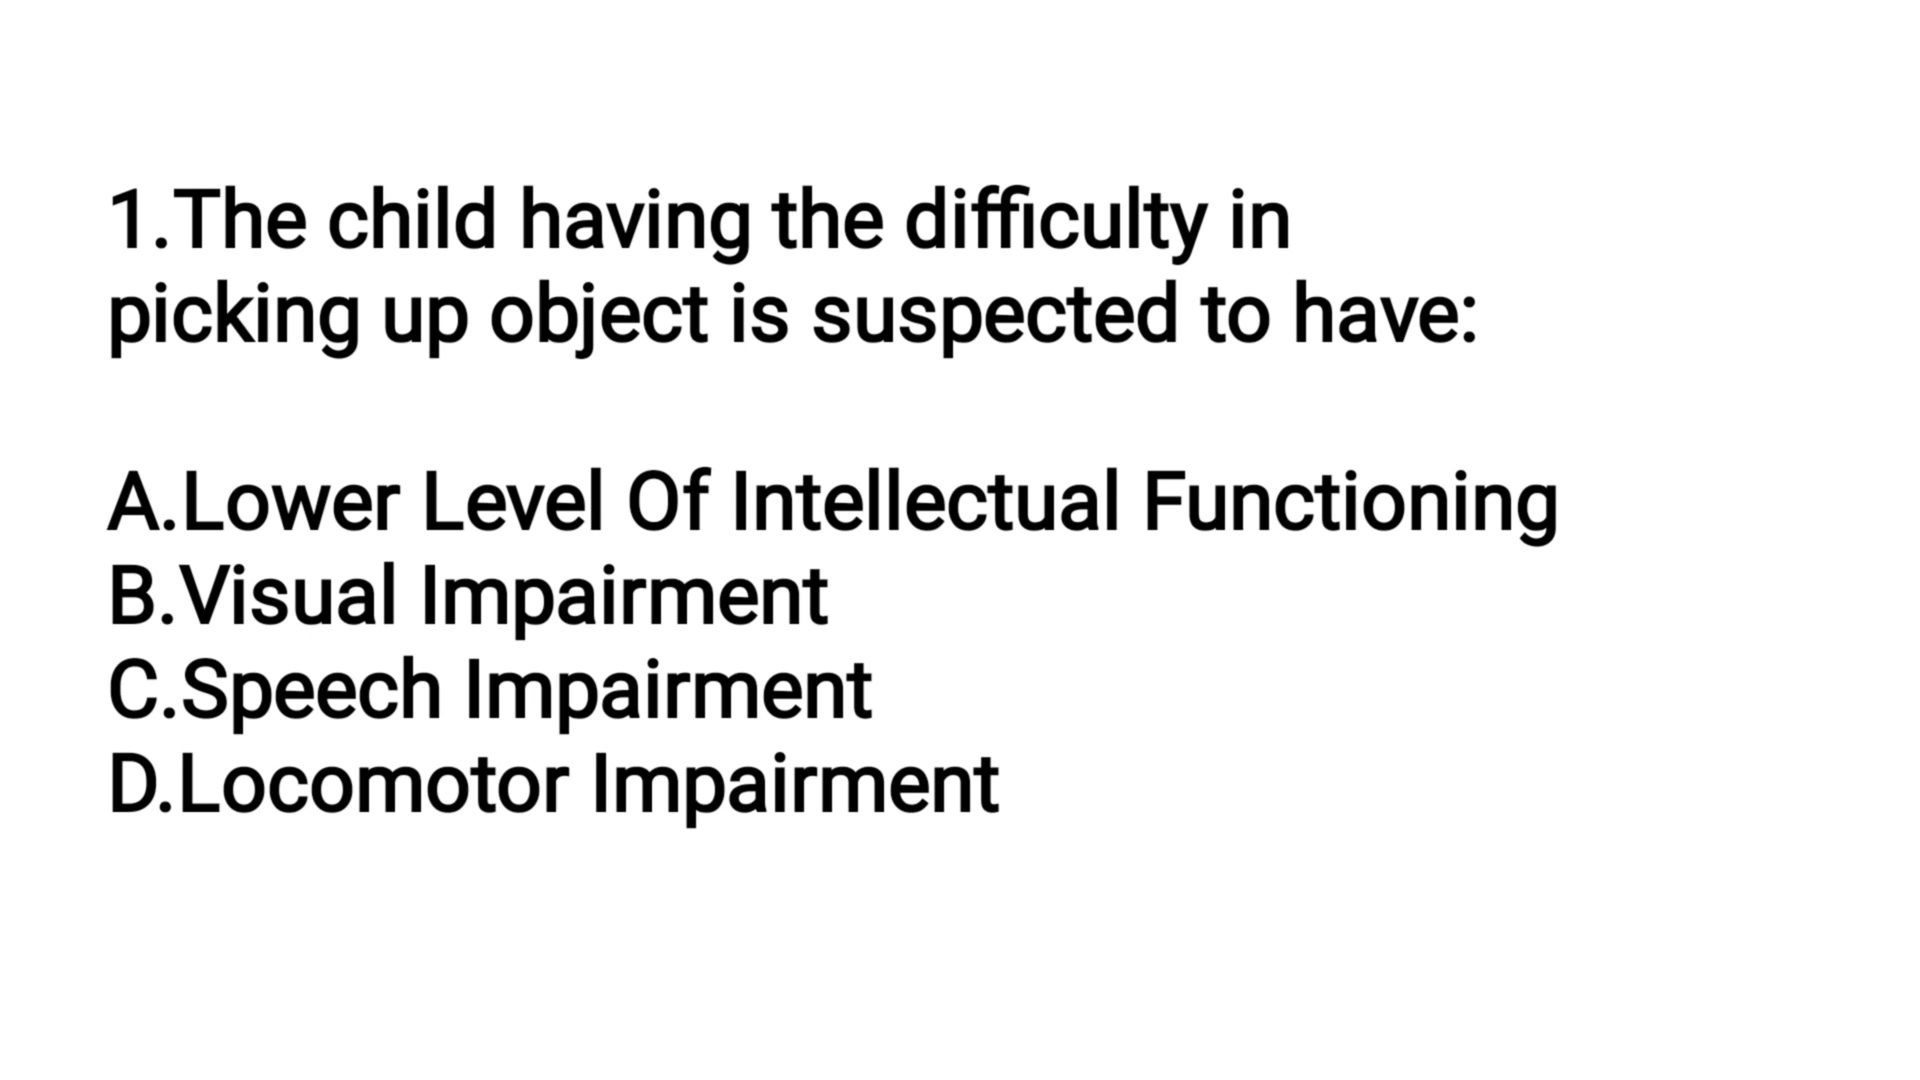 1.The child having the difficulty in
picking up object is suspected to have:
A.Lower Level Of Intellectual Functioning
B.Visual Impairment
C.Speech Impairment
D.Locomotor Impairment